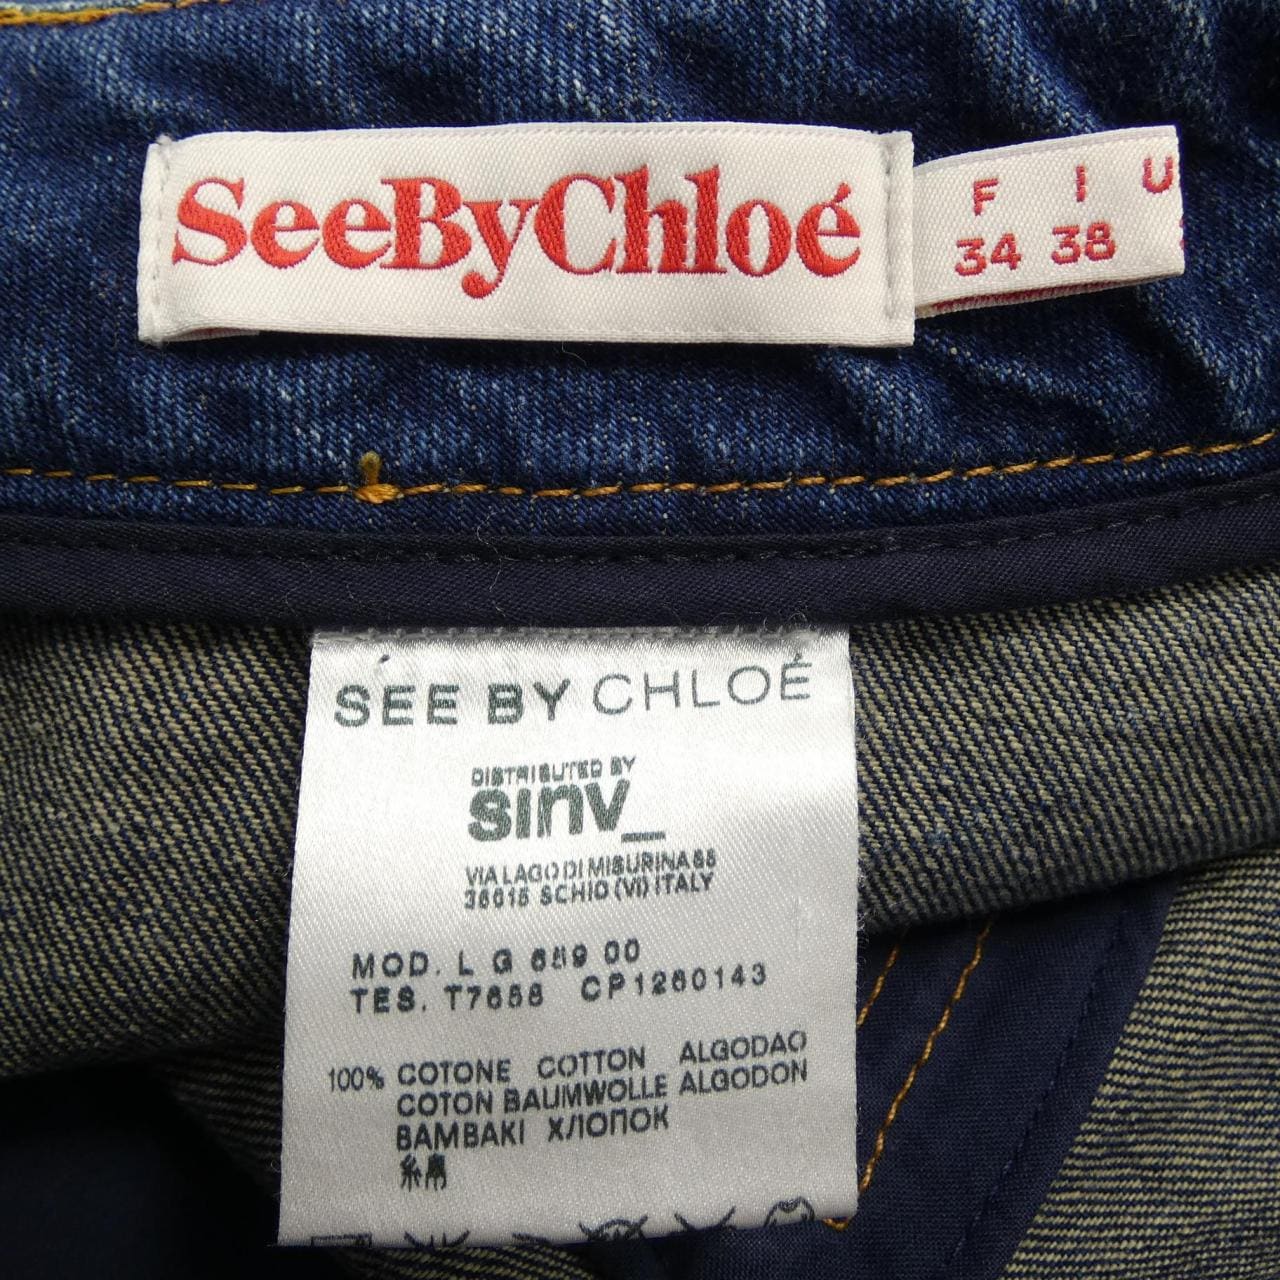 SeeByChloé
F I U
34 38
SEE BY CHLOÉ
DISTRIBUTED BY
sinv_
VIA LAGO DI MISURINA 85
36015 SCHIO (VI) ITALY
MOD. L G 659 00
TES. T7658 CP1260143
100% COTONE COTTON ALGODAO
COTON BAUMWOLLE ALGODON
BAMBAKI ХЛОПОК